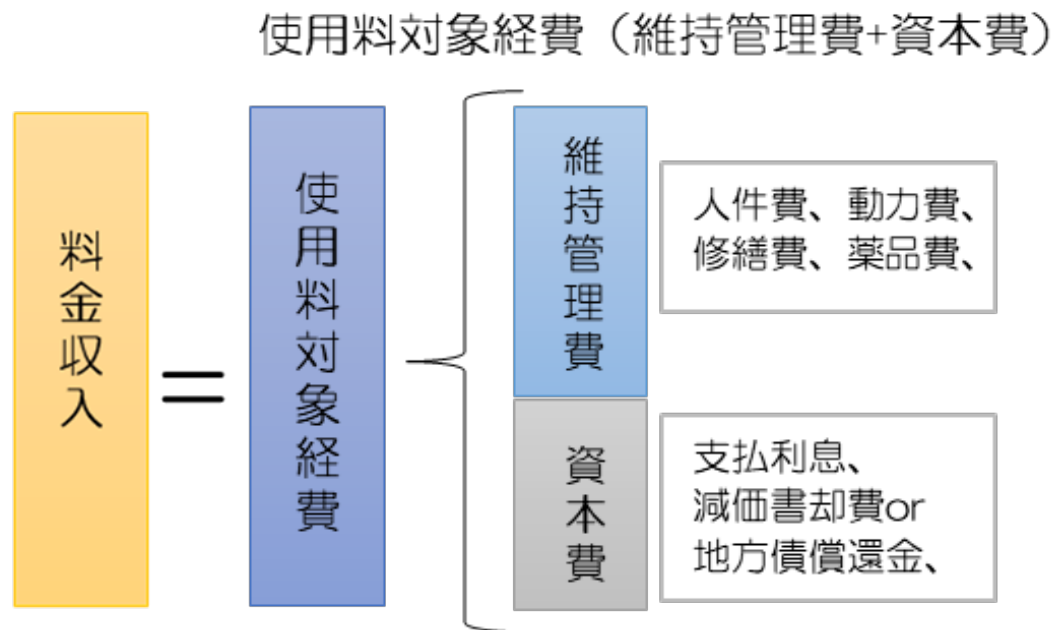 使用料対象経費（維持管理費+資本費）
料金収入
＝
使用料対象経費
維持管理費
人件費、動力費、
修繕費、薬品費、
資本費
支払利息、
減価書却費or
地方債償還金、